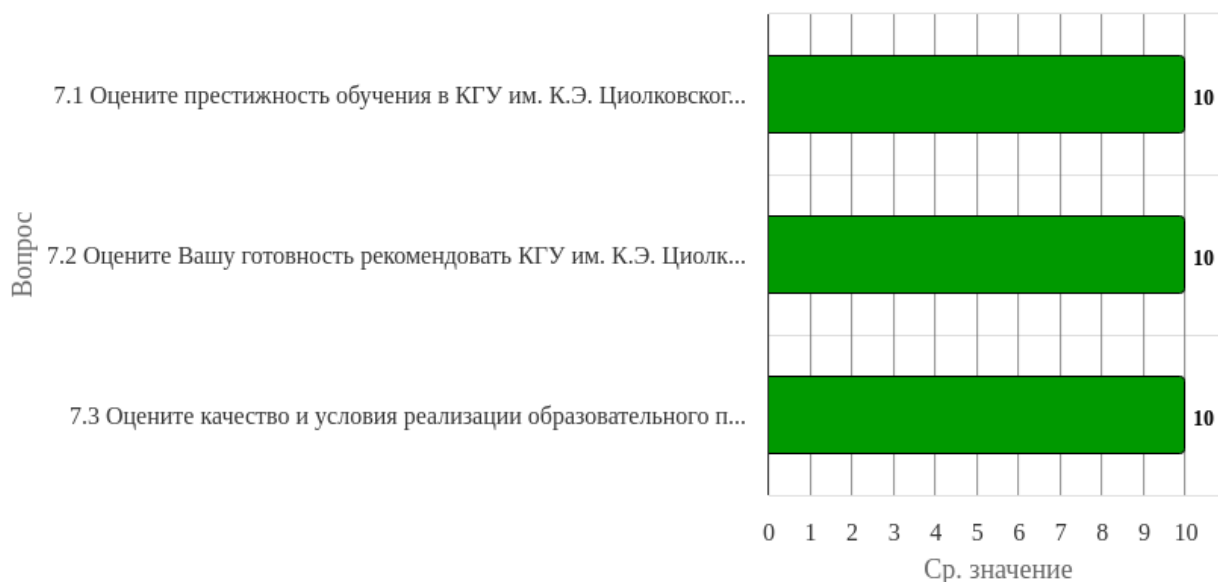 7.1 Оцените престижность обучения в КГУ им. К.Э. Циолковског...
10
7.2 Оцените Вашу готовность рекомендовать КГУ им. К.Э. Циолк...
10
7.3 Оцените качество и условия реализации образовательного п...
10
Вопрос
0 1 2 3 4 5 6 7 8 9 10
Ср. значение